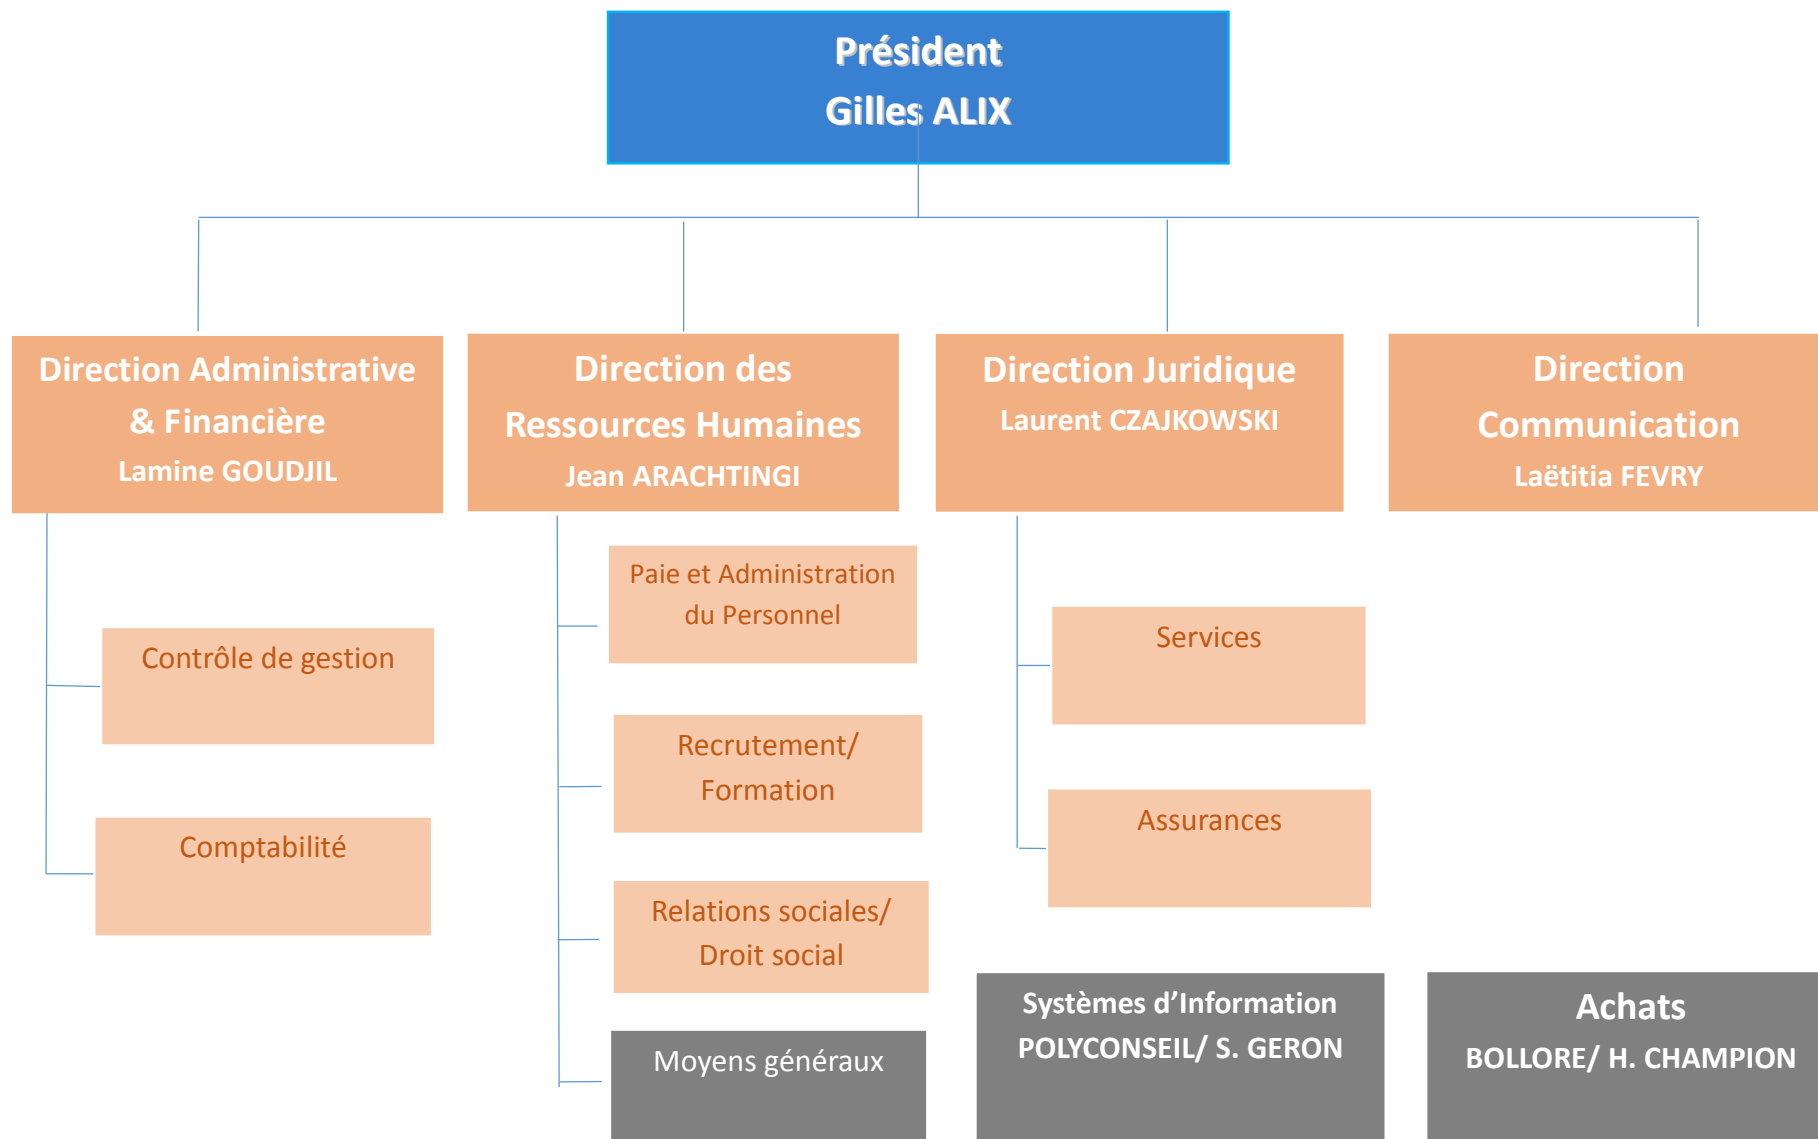 Président
Gilles ALIX
Direction Administrative
& Financière
Lamine GOUDJIL
Direction des
Ressources Humaines
Jean ARACHTINGI
Direction Juridique
Laurent CZAJKOWSKI
Direction
Communication
Laëtitia FEVRY
Contrôle de gestion
Comptabilité
Paie et Administration
du Personnel
Recrutement/
Formation
Relations sociales/
Droit social
Moyens généraux
Services
Assurances
Systèmes d’Information
POLYCONSEIL/ S. GERON
Achats
BOLLORE/ H. CHAMPION